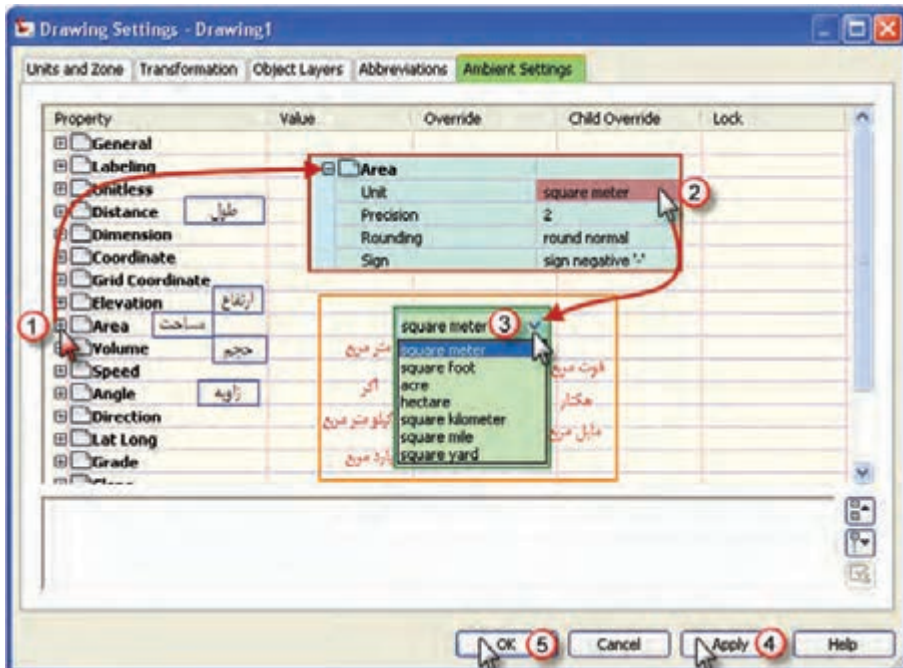 Drawing Settings - Drawing1
Units and Zone Transformation Object Layers Abbreviations Ambient Settings
Property Value Override Child Override Lock
General
Labeling
Unitless
Distance طول
Dimension
Coordinate
Grid Coordinate
Elevation ارتفاع
1 Area مساحت
Volume حجم
Speed
Angle زاویه
Direction
Lat Long
Grade
Slope
Area
Unit square meter 2
Precision 2
Rounding round normal
Sign sign negative '-'
square meter 3
متر مربع square meter
square foot فوت مربع
اکر acre
hectare هکتار
کیلومتر مربع square kilometer
square mile مایل مربع
یارد مربع square yard
OK 5 Cancel Apply 4 Help